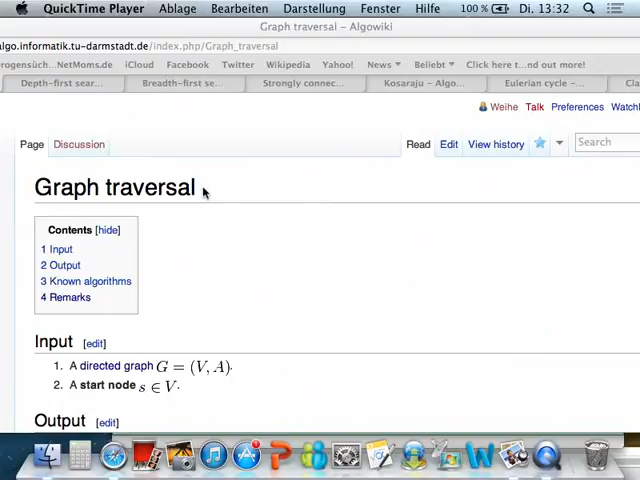 QuickTime Player Ablage Bearbeiten Darstellung Fenster Hilfe 100 % Di. 13:32
Graph traversal – Algowiki
algo.informatik.tu-darmstadt.de/index.php/Graph_traversal
rogensüch...NetMoms.de iCloud Facebook Twitter Wikipedia Yahoo! News Beliebt Click here t...nd out more!
Depth-first sear... Breadth-first se... Strongly connec... Kosaraju – Algo... Eulerian cycle –... Cla
Weihe Talk Preferences Watchl
Page Discussion Read Edit View history Search
Graph traversal
Contents [hide]
1 Input
2 Output
3 Known algorithms
4 Remarks
Input [edit]
1. A directed graph G = (V, A).
2. A start node s ∈ V.
Output [edit]